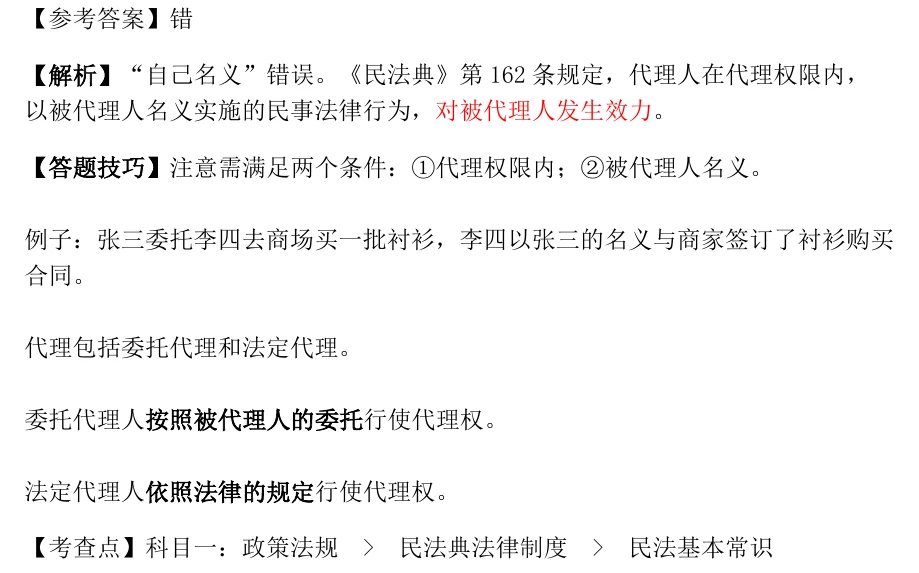 【参考答案】错
【解析】“自己名义”错误。《民法典》第 162 条规定，代理人在代理权限内，
以被代理人名义实施的民事法律行为，对被代理人发生效力。
【答题技巧】注意需满足两个条件：①代理权限内；②被代理人名义。
例子：张三委托李四去商场买一批衬衫，李四以张三的名义与商家签订了衬衫购买
合同。
代理包括委托代理和法定代理。
委托代理人按照被代理人的委托行使代理权。
法定代理人依照法律的规定行使代理权。
【考查点】科目一：政策法规 > 民法典法律制度 > 民法基本常识